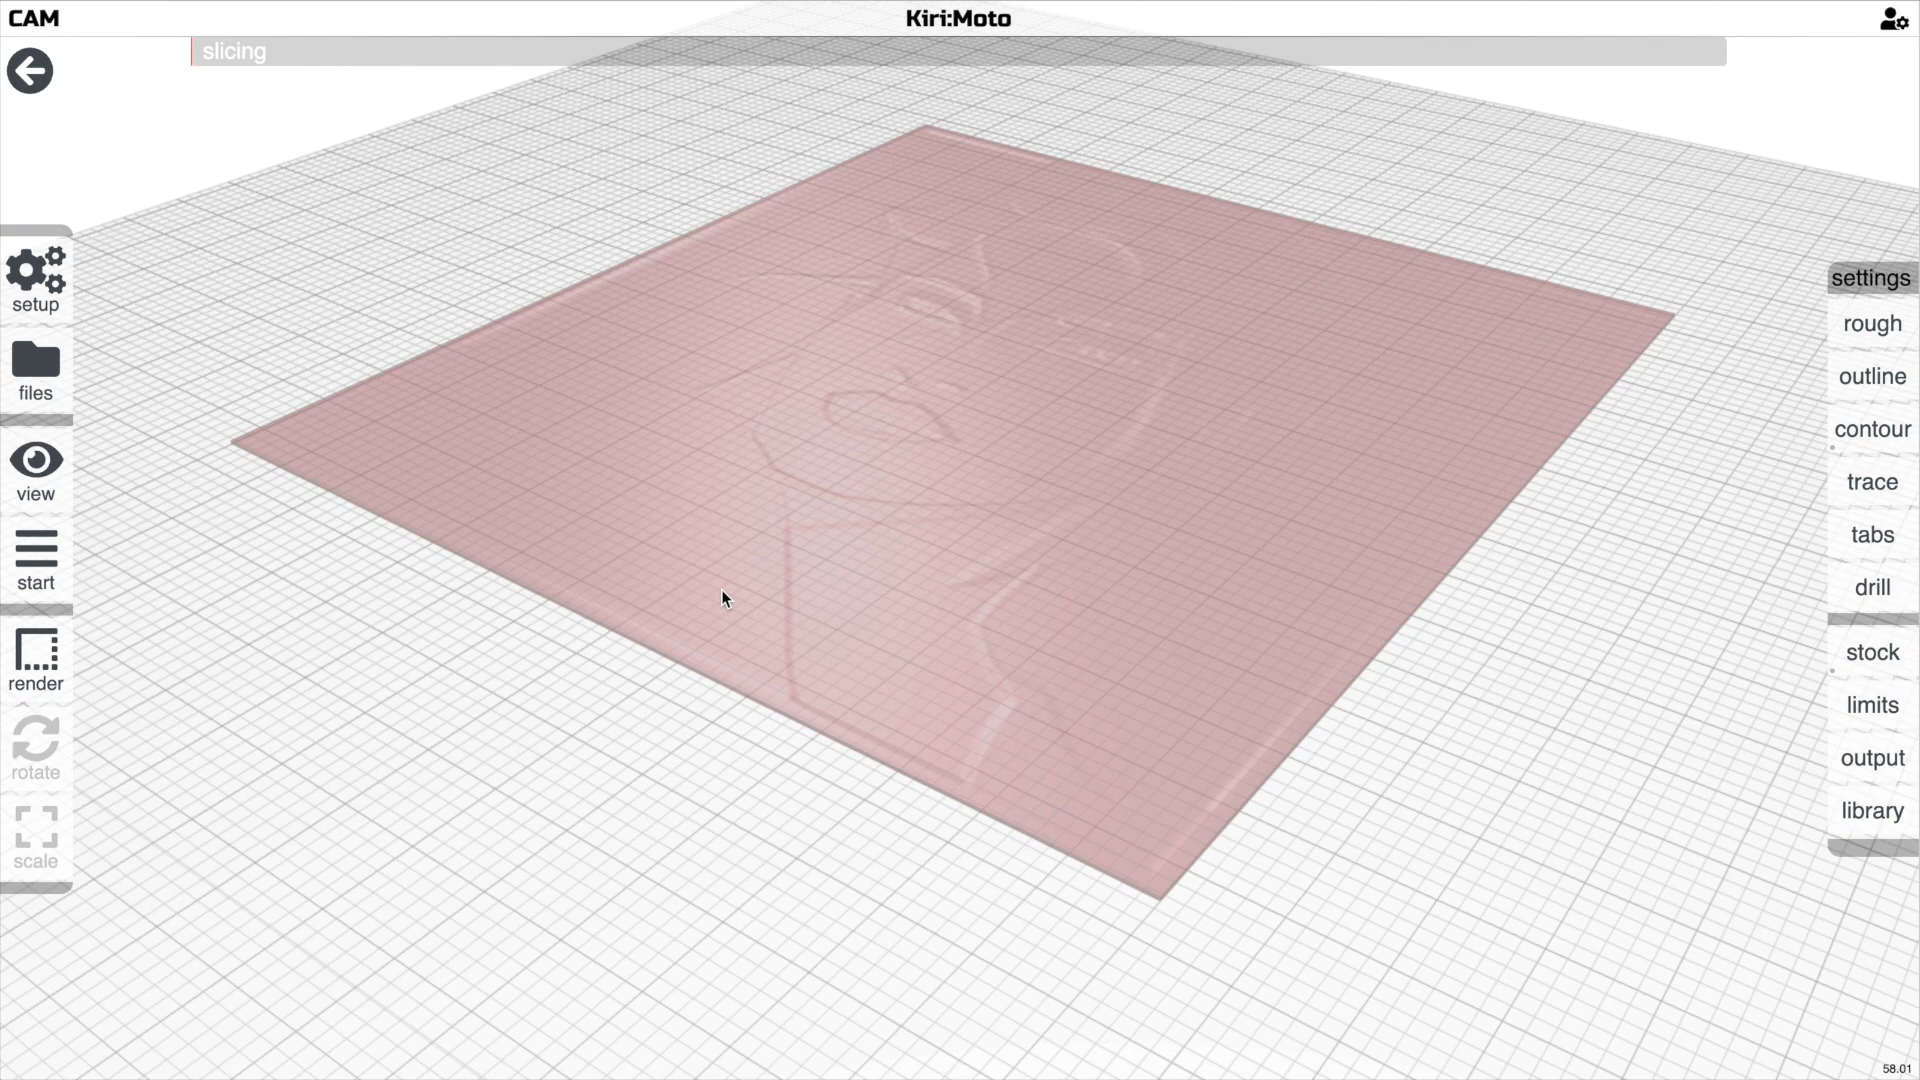 CAM
Kiri:Moto
slicing
setup
files
view
start
render
rotate
scale
settings
rough
outline
contour
trace
tabs
drill
stock
limits
output
library
58.01